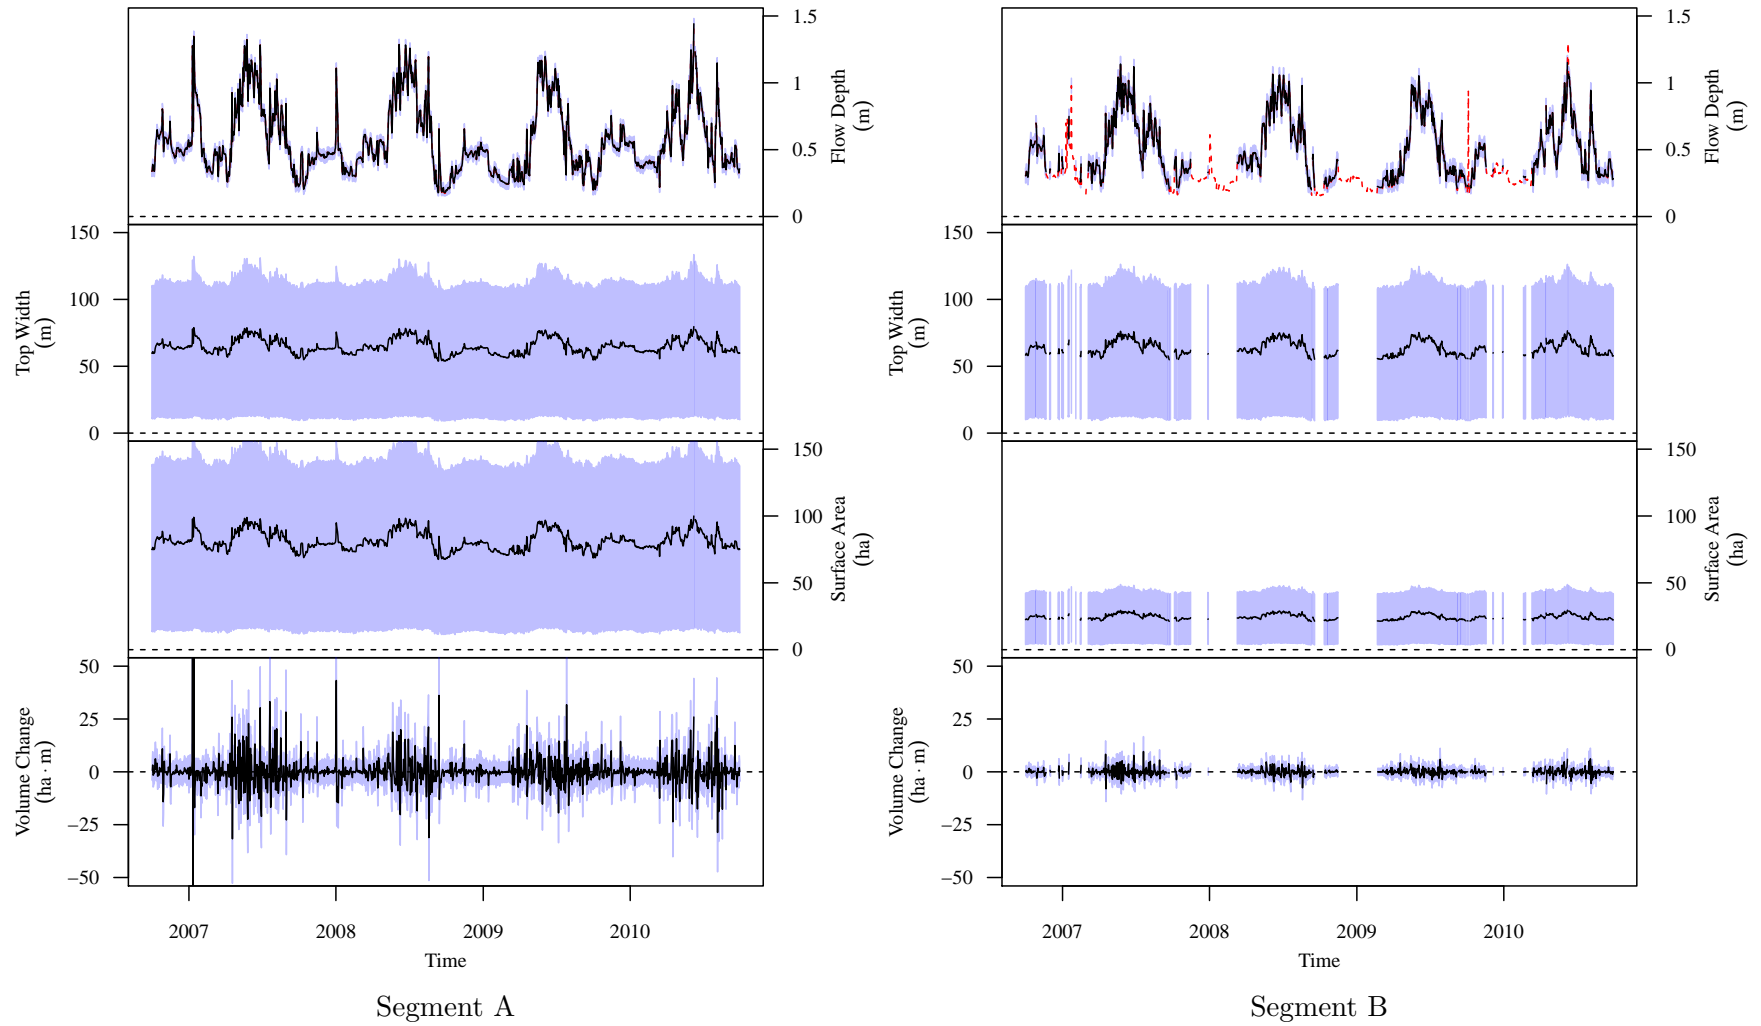 1.5
1
0.5
0
Flow Depth
(m)
150
100
50
0
Top Width
(m)
150
100
50
0
Surface Area
(ha)
50
25
0
−25
−50
Volume Change
(ha · m)
2007
2008
2009
2010
Time
Segment A
1.5
1
0.5
0
Flow Depth
(m)
150
100
50
0
Top Width
(m)
150
100
50
0
Surface Area
(ha)
50
25
0
−25
−50
Volume Change
(ha · m)
2007
2008
2009
2010
Time
Segment B